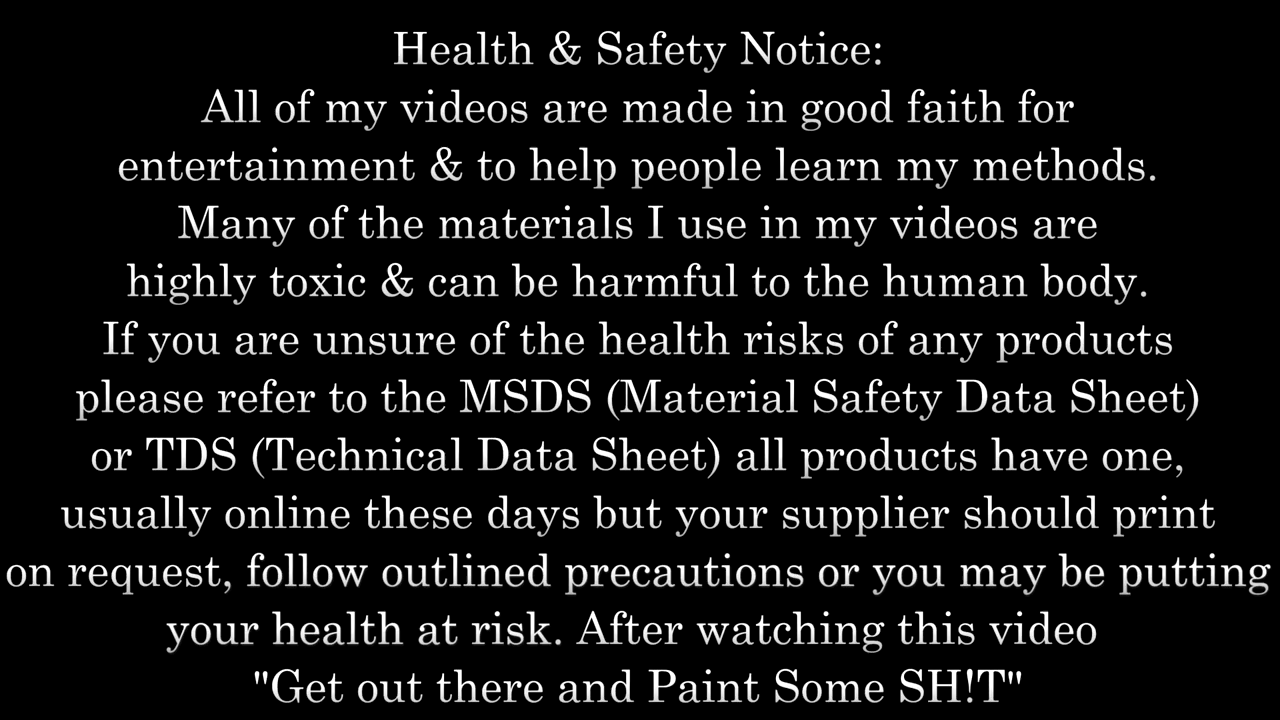 Health & Safety Notice:
All of my videos are made in good faith for
entertainment & to help people learn my methods.
Many of the materials I use in my videos are
highly toxic & can be harmful to the human body.
If you are unsure of the health risks of any products
please refer to the MSDS (Material Safety Data Sheet)
or TDS (Technical Data Sheet) all products have one,
usually online these days but your supplier should print
on request, follow outlined precautions or you may be putting
your health at risk. After watching this video
"Get out there and Paint Some SH!T"